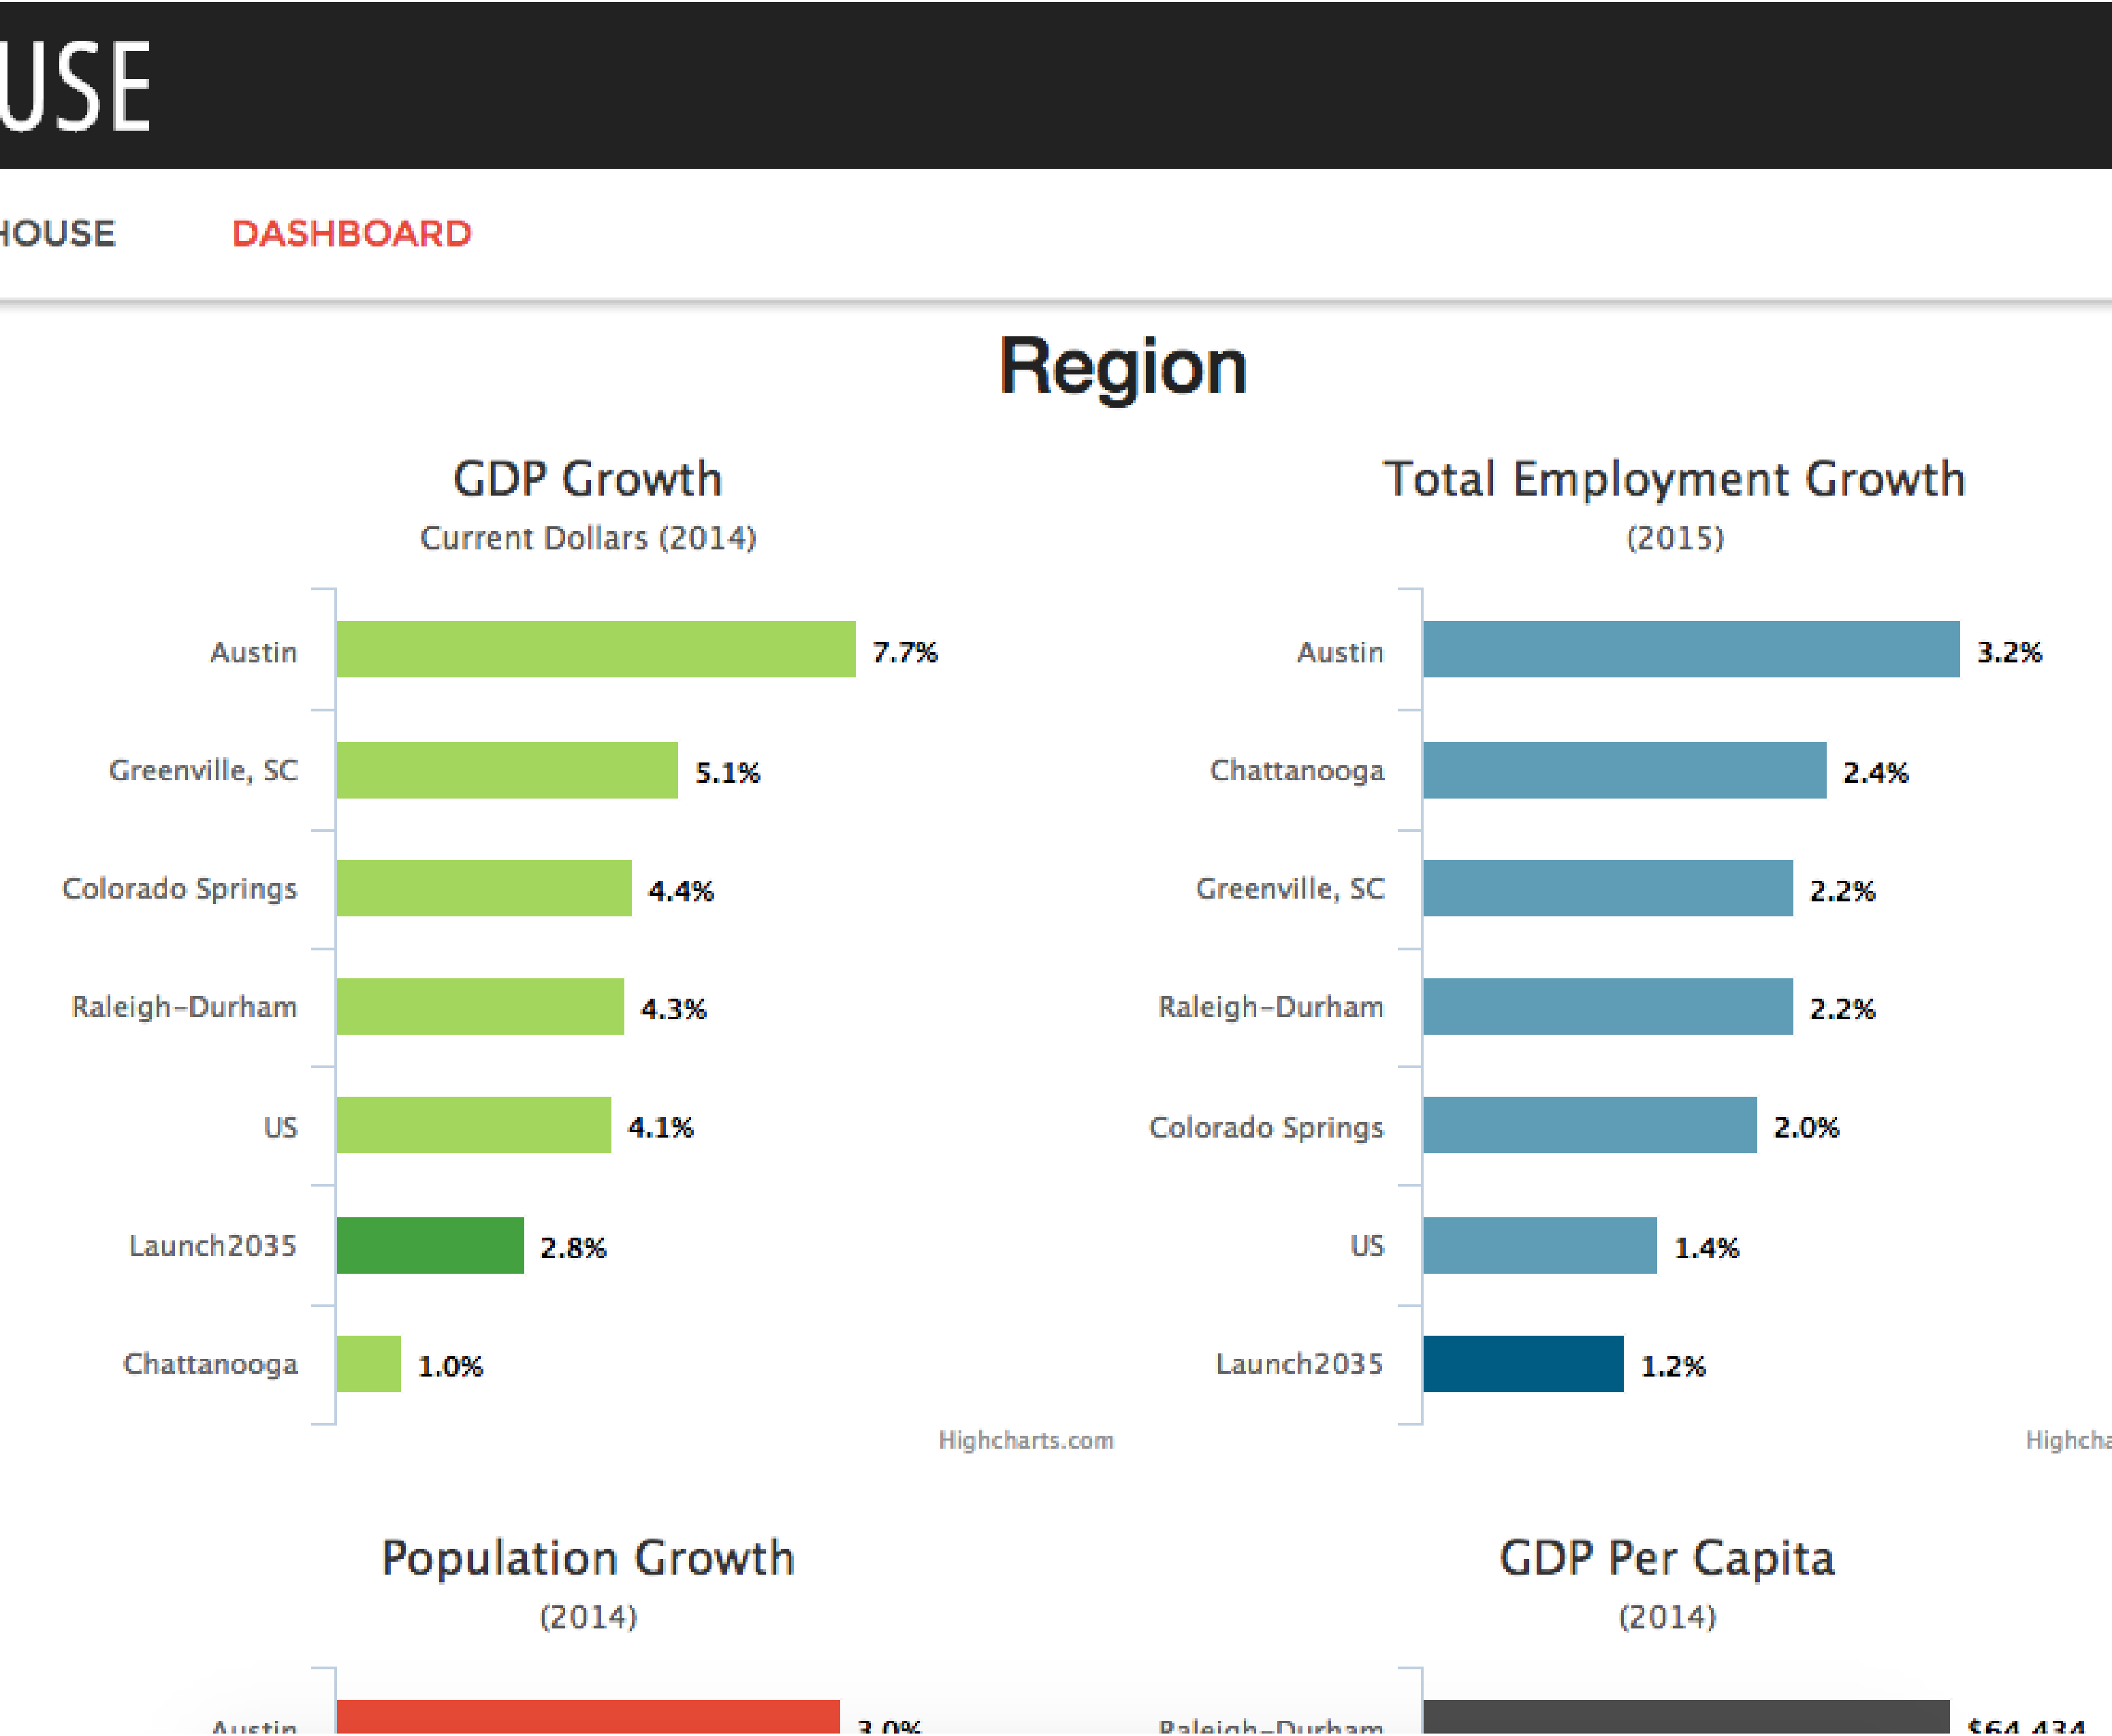 USE
HOUSE DASHBOARD
Region
GDP Growth
Current Dollars (2014)
Austin 7.7%
Greenville, SC 5.1%
Colorado Springs 4.4%
Raleigh-Durham 4.3%
US 4.1%
Launch2035 2.8%
Chattanooga 1.0%
Highcharts.com
Total Employment Growth
(2015)
Austin 3.2%
Chattanooga 2.4%
Greenville, SC 2.2%
Raleigh-Durham 2.2%
Colorado Springs 2.0%
US 1.4%
Launch2035 1.2%
Highcha
Population Growth
(2014)
Austin 3.0%
GDP Per Capita
(2014)
Raleigh-Durham $64,434